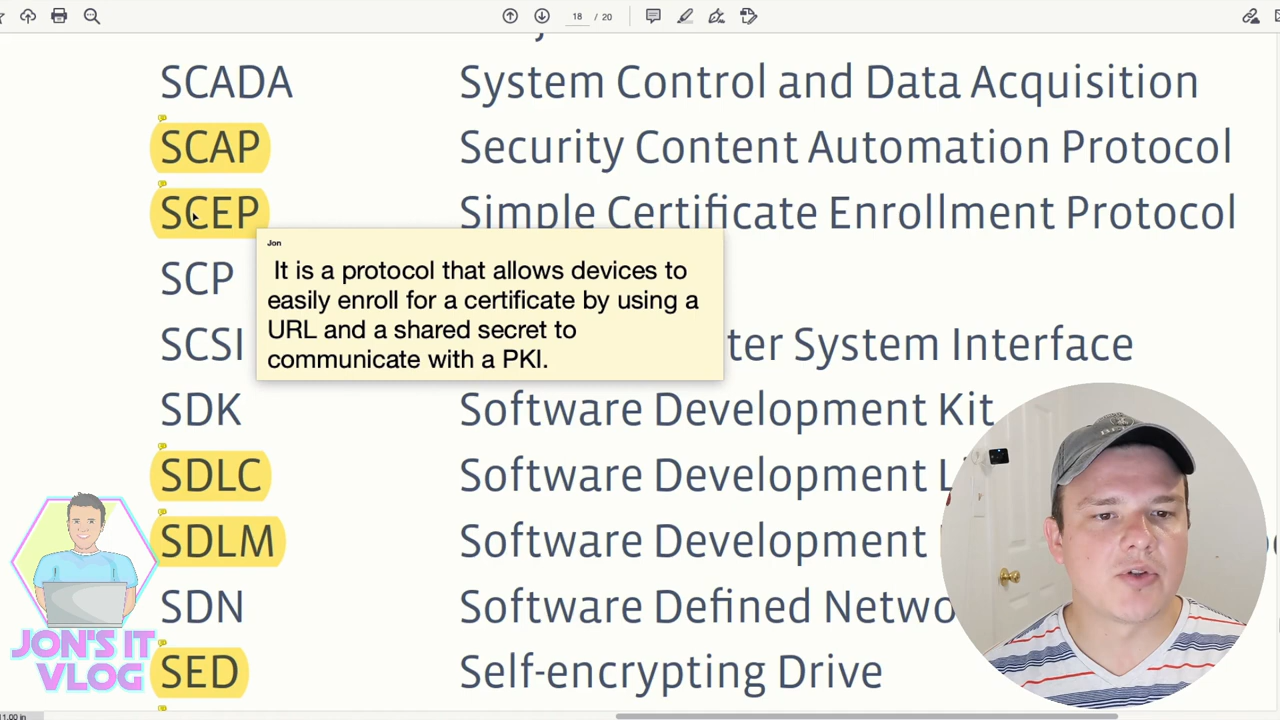 18 / 20
SCADA System Control and Data Acquisition
SCAP Security Content Automation Protocol
SCEP Simple Certificate Enrollment Protocol
Jon
It is a protocol that allows devices to
easily enroll for a certificate by using a
URL and a shared secret to
communicate with a PKI.
SCP
SCSI ter System Interface
SDK Software Development Kit
SDLC Software Development
SDLM Software Development
SDN Software Defined Netwo
SED Self-encrypting Drive
JON'S IT
VLOG
11.00 in